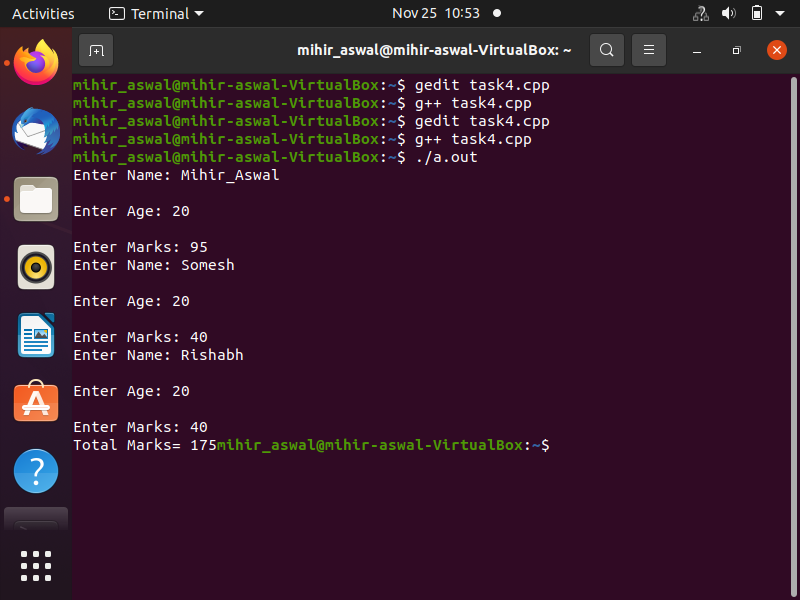 Activities
Terminal
Nov 25 10:53
mihir_aswal@mihir-aswal-VirtualBox: ~
mihir_aswal@mihir-aswal-VirtualBox:~$ gedit task4.cpp
mihir_aswal@mihir-aswal-VirtualBox:~$ g++ task4.cpp
mihir_aswal@mihir-aswal-VirtualBox:~$ gedit task4.cpp
mihir_aswal@mihir-aswal-VirtualBox:~$ g++ task4.cpp
mihir_aswal@mihir-aswal-VirtualBox:~$ ./a.out
Enter Name: Mihir_Aswal
Enter Age: 20
Enter Marks: 95
Enter Name: Somesh
Enter Age: 20
Enter Marks: 40
Enter Name: Rishabh
Enter Age: 20
Enter Marks: 40
Total Marks= 175mihir_aswal@mihir-aswal-VirtualBox:~$